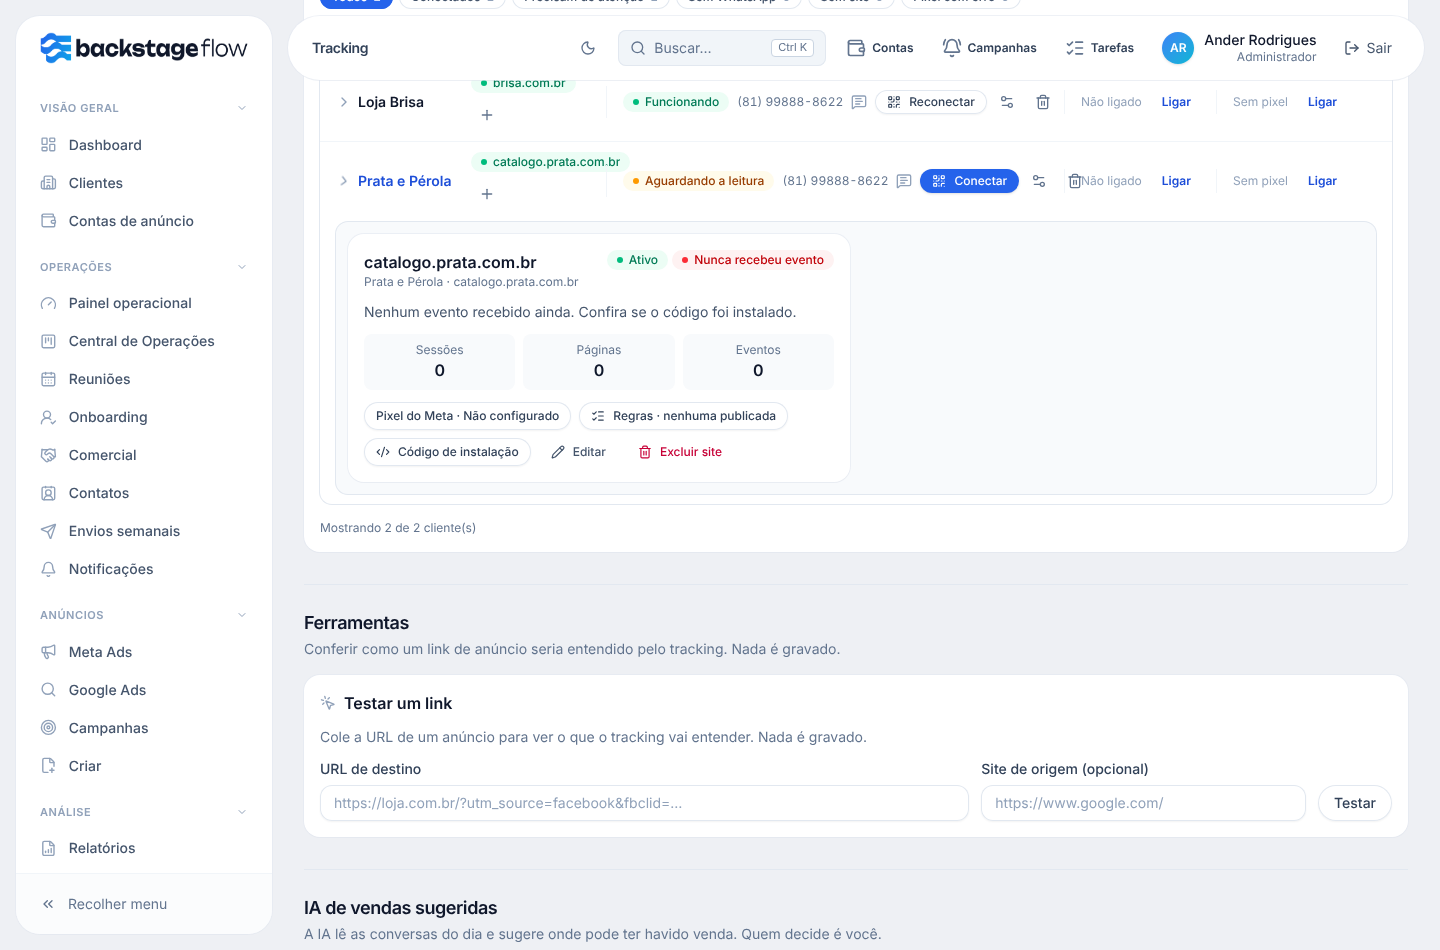 backstageflow
VISÃO GERAL
Dashboard
Clientes
Contas de anúncio
OPERAÇÕES
Painel operacional
Central de Operações
Reuniões
Onboarding
Comercial
Contatos
Envios semanais
Notificações
ANÚNCIOS
Meta Ads
Google Ads
Campanhas
Criar
ANÁLISE
Relatórios
Recolher menu
Tracking
Buscar...
Ctrl K
Contas
Campanhas
Tarefas
AR
Ander Rodrigues
Administrador
Sair
brisa.com.br
Loja Brisa
Funcionando
(81) 99888-8622
Reconectar
Não ligado
Ligar
Sem pixel
Ligar
catalogo.prata.com.br
Prata e Pérola
Aguardando a leitura
(81) 99888-8622
Conectar
Não ligado
Ligar
Sem pixel
Ligar
catalogo.prata.com.br
Ativo
Nunca recebeu evento
Prata e Pérola · catalogo.prata.com.br
Nenhum evento recebido ainda. Confira se o código foi instalado.
Sessões
0
Páginas
0
Eventos
0
Pixel do Meta · Não configurado
Regras · nenhuma publicada
Código de instalação
Editar
Excluir site
Mostrando 2 de 2 cliente(s)
Ferramentas
Conferir como um link de anúncio seria entendido pelo tracking. Nada é gravado.
Testar um link
Cole a URL de um anúncio para ver o que o tracking vai entender. Nada é gravado.
URL de destino
https://loja.com.br/?utm_source=facebook&fbclid=...
Site de origem (opcional)
https://www.google.com/
Testar
IA de vendas sugeridas
A IA lê as conversas do dia e sugere onde pode ter havido venda. Quem decide é você.